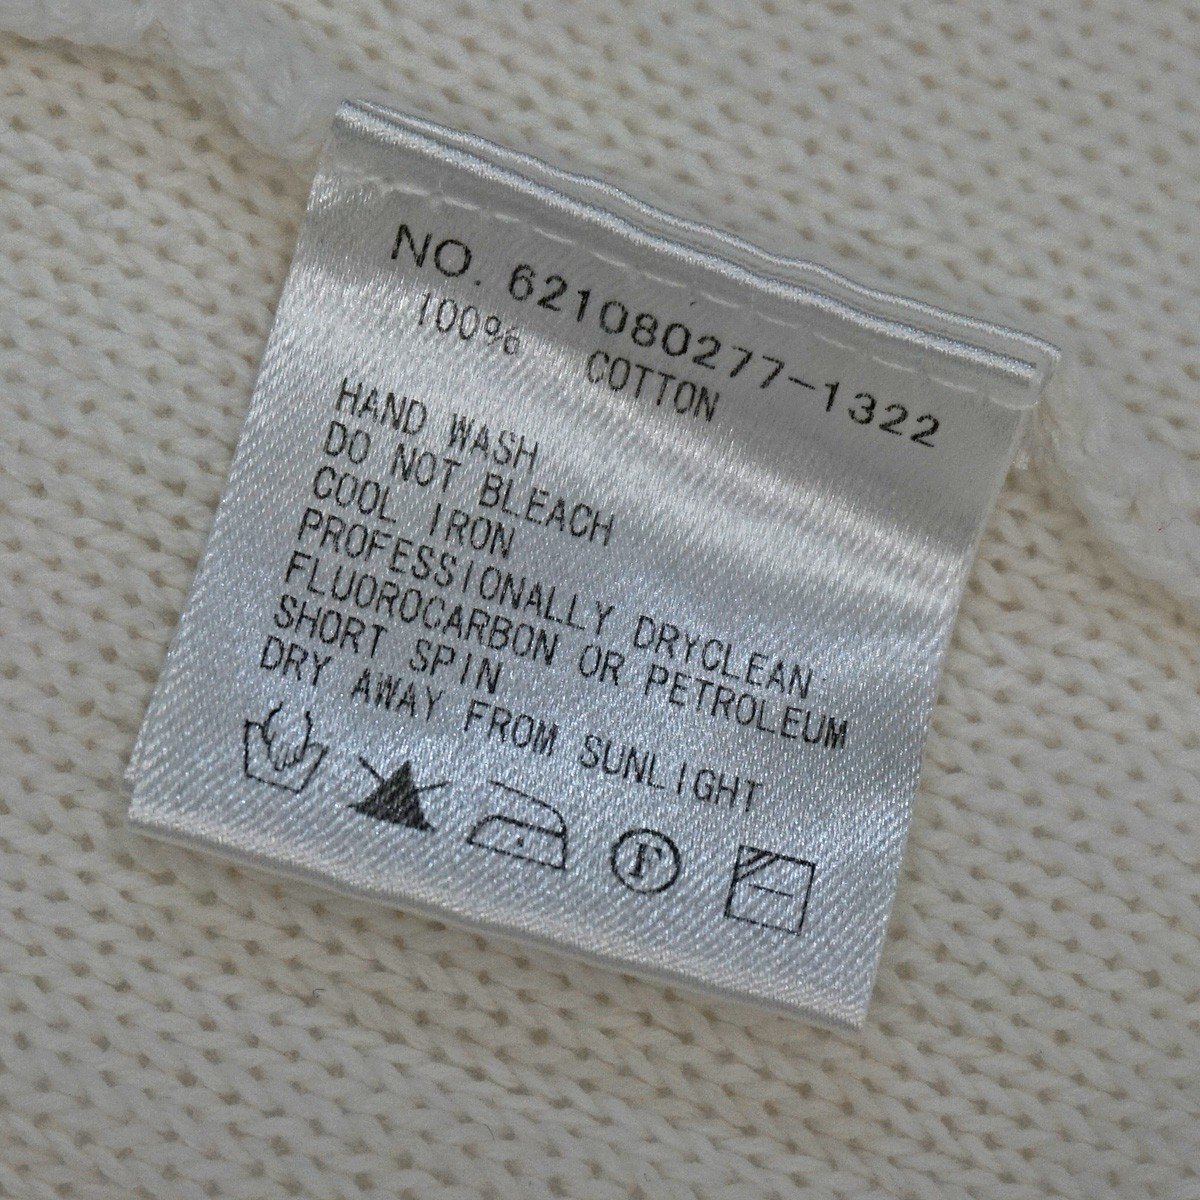 NO. 621080277-1322
100% COTTON
HAND WASH
DO NOT BLEACH
COOL IRON
PROFESSIONALLY DRYCLEAN:
FLUOROCARBON OR PETROLEUM
SHORT SPIN
DRY AWAY FROM SUNLIGHT
F